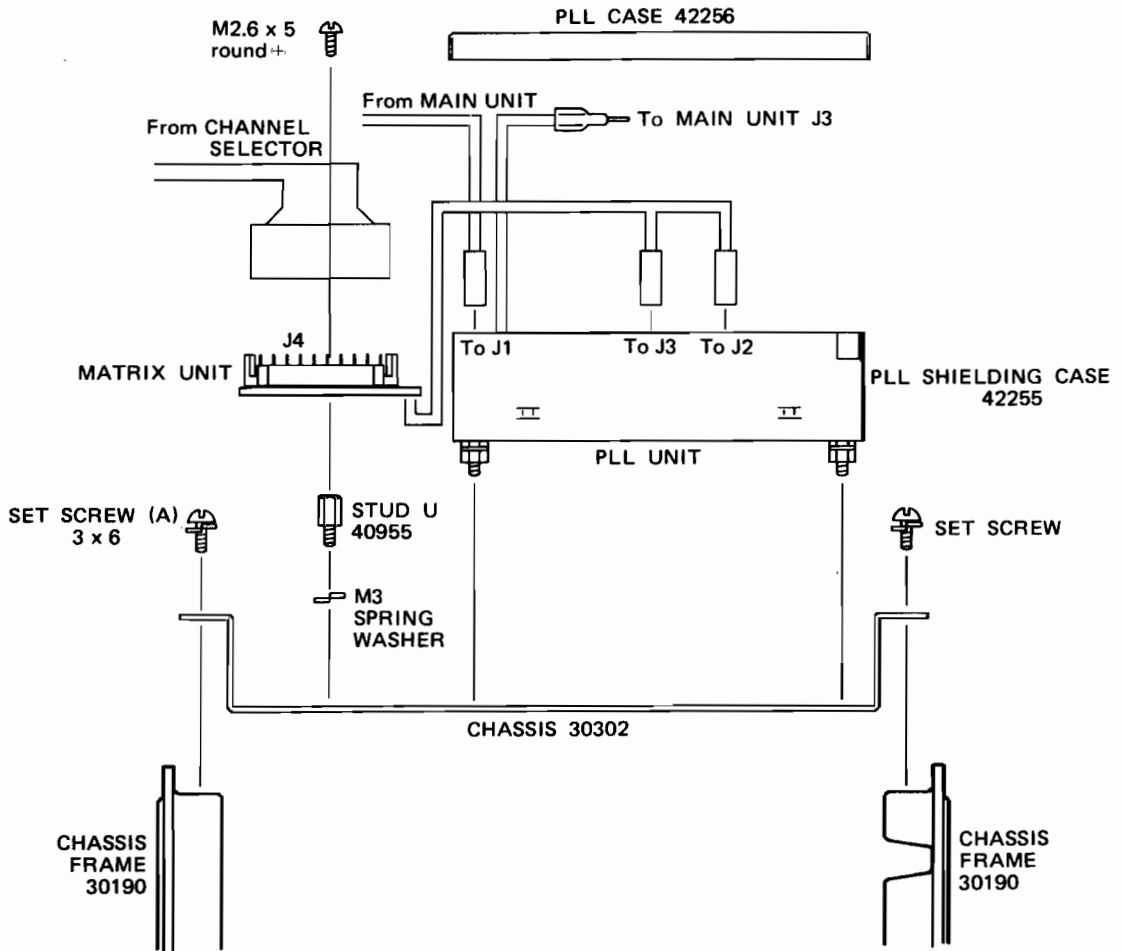 PLL CASE 42256
M2.6 x 5
round +
From MAIN UNIT
To MAIN UNIT J3
From CHANNEL
SELECTOR
J4
To J1
To J3
To J2
MATRIX UNIT
PLL SHIELDING CASE
42255
PLL UNIT
SET SCREW (A)
3 x 6
STUD U
40955
SET SCREW
M3
SPRING
WASHER
CHASSIS 30302
CHASSIS
FRAME
30190
CHASSIS
FRAME
30190